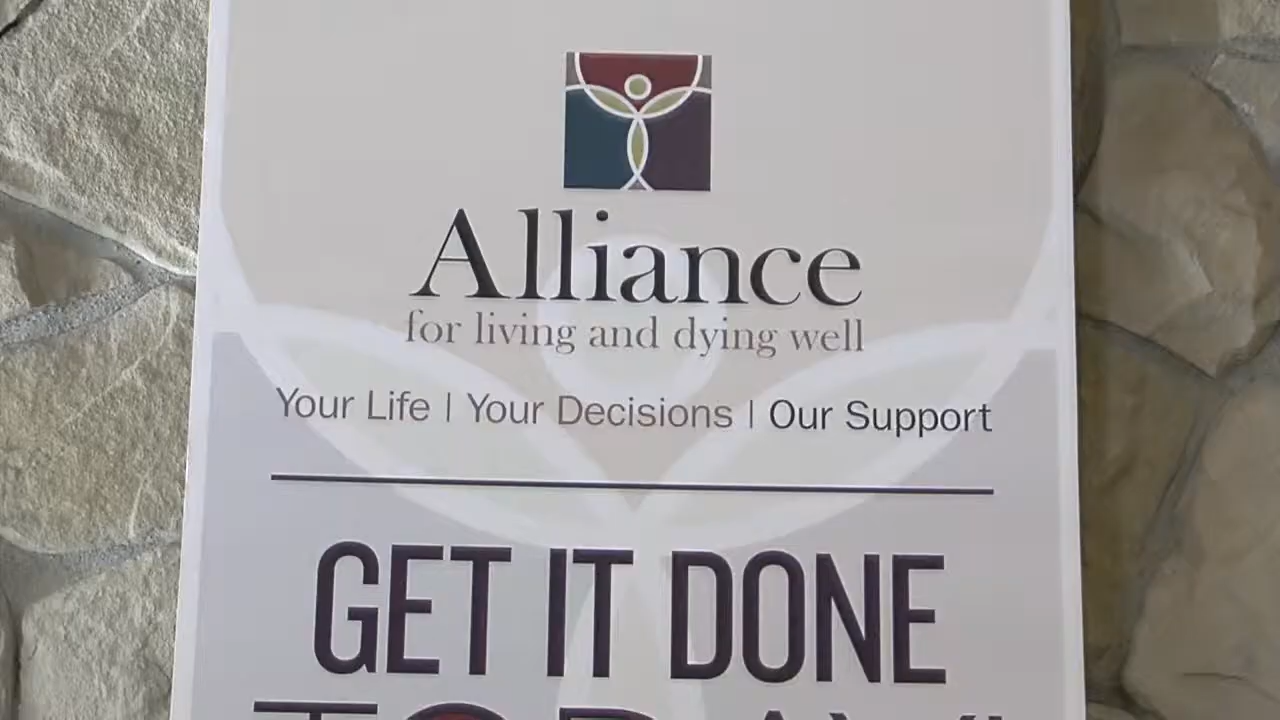 Alliance
for living and dying well
Your Life | Your Decisions | Our Support
GET IT DONE